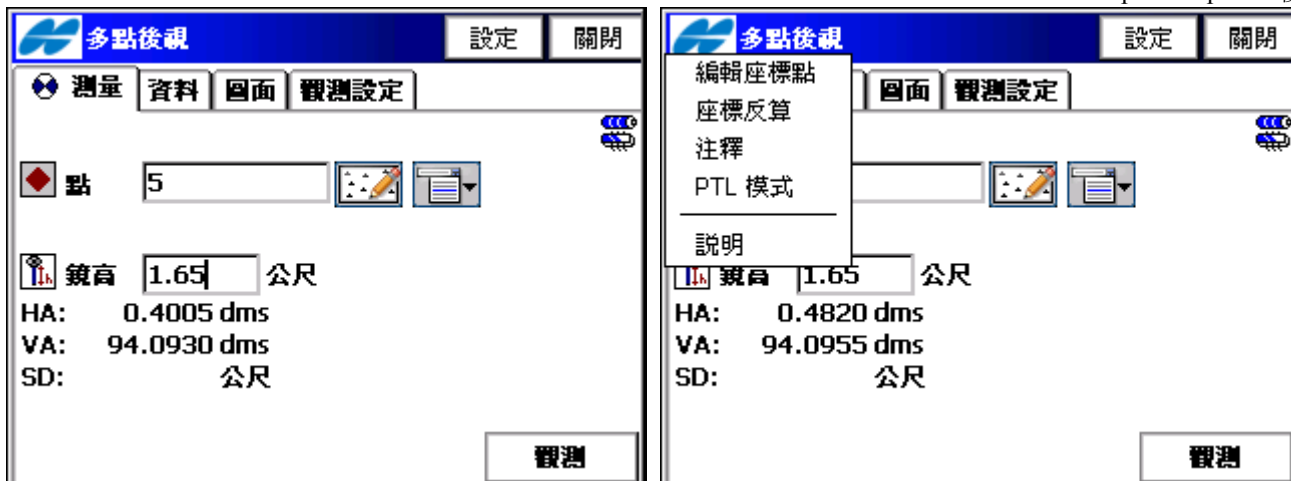 多點後視 設定 關閉
測量 資料 圖面 觀測設定
點 5
鏡高 1.65 公尺
HA: 0.4005 dms
VA: 94.0930 dms
SD: 公尺
觀測
多點後視 設定 關閉
圖面 觀測設定
編輯座標點
座標反算
注釋
PTL 模式
説明
鏡高 1.65 公尺
HA: 0.4820 dms
VA: 94.0955 dms
SD: 公尺
觀測